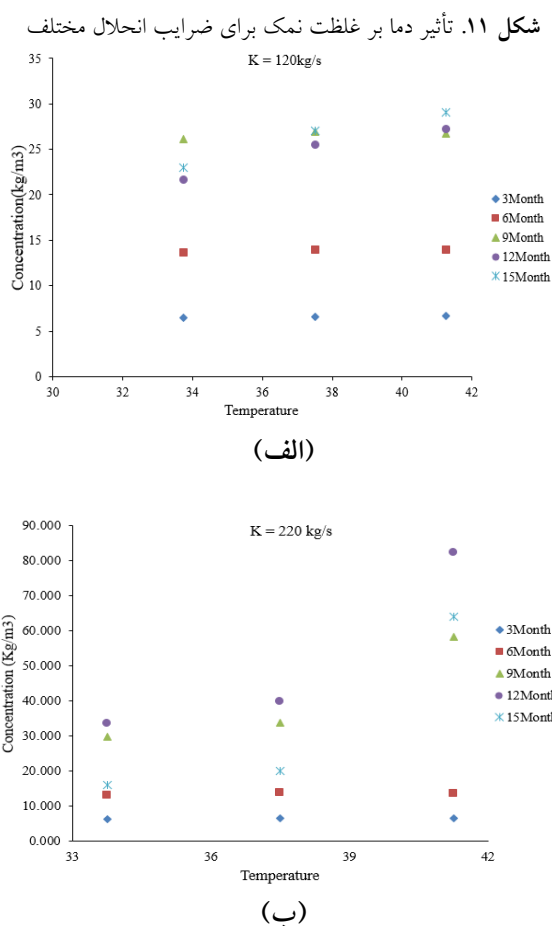 شکل ۱۱. تأثیر دما بر غلظت نمک برای ضرایب انحلال مختلف
K = 120kg/s
35
30
25
20
15
10
5
0
Concentration(kg/m3)
30 32 34 36 38 40 42
Temperature
3Month
6Month
9Month
12Month
15Month
(الف)
K = 220 kg/s
90.000
80.000
70.000
60.000
50.000
40.000
30.000
20.000
10.000
0.000
Concentration (Kg/m3)
33 36 39 42
Temperature
3Month
6Month
9Month
12Mont
15Month
(ب)